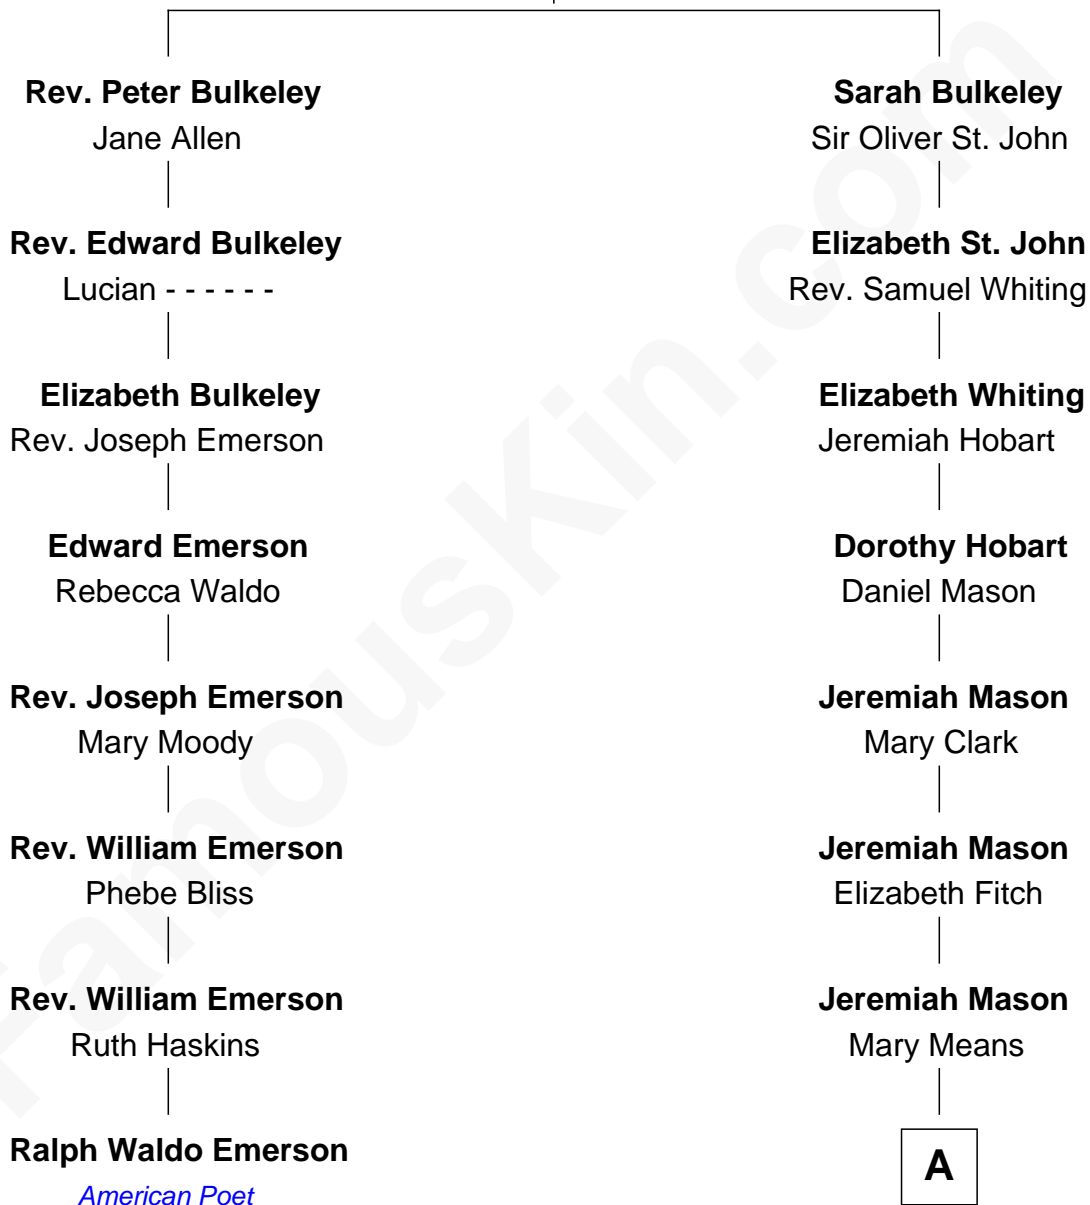 Rev. Peter Bulkeley
Jane Allen
Sarah Bulkeley
Sir Oliver St. John
Rev. Edward Bulkeley
Lucian - - - - - -
Elizabeth St. John
Rev. Samuel Whiting
Elizabeth Bulkeley
Rev. Joseph Emerson
Elizabeth Whiting
Jeremiah Hobart
Edward Emerson
Rebecca Waldo
Dorothy Hobart
Daniel Mason
Rev. Joseph Emerson
Mary Moody
Jeremiah Mason
Mary Clark
Rev. William Emerson
Phebe Bliss
Jeremiah Mason
Elizabeth Fitch
Rev. William Emerson
Ruth Haskins
Jeremiah Mason
Mary Means
Ralph Waldo Emerson
American Poet
A
FamousKin.com